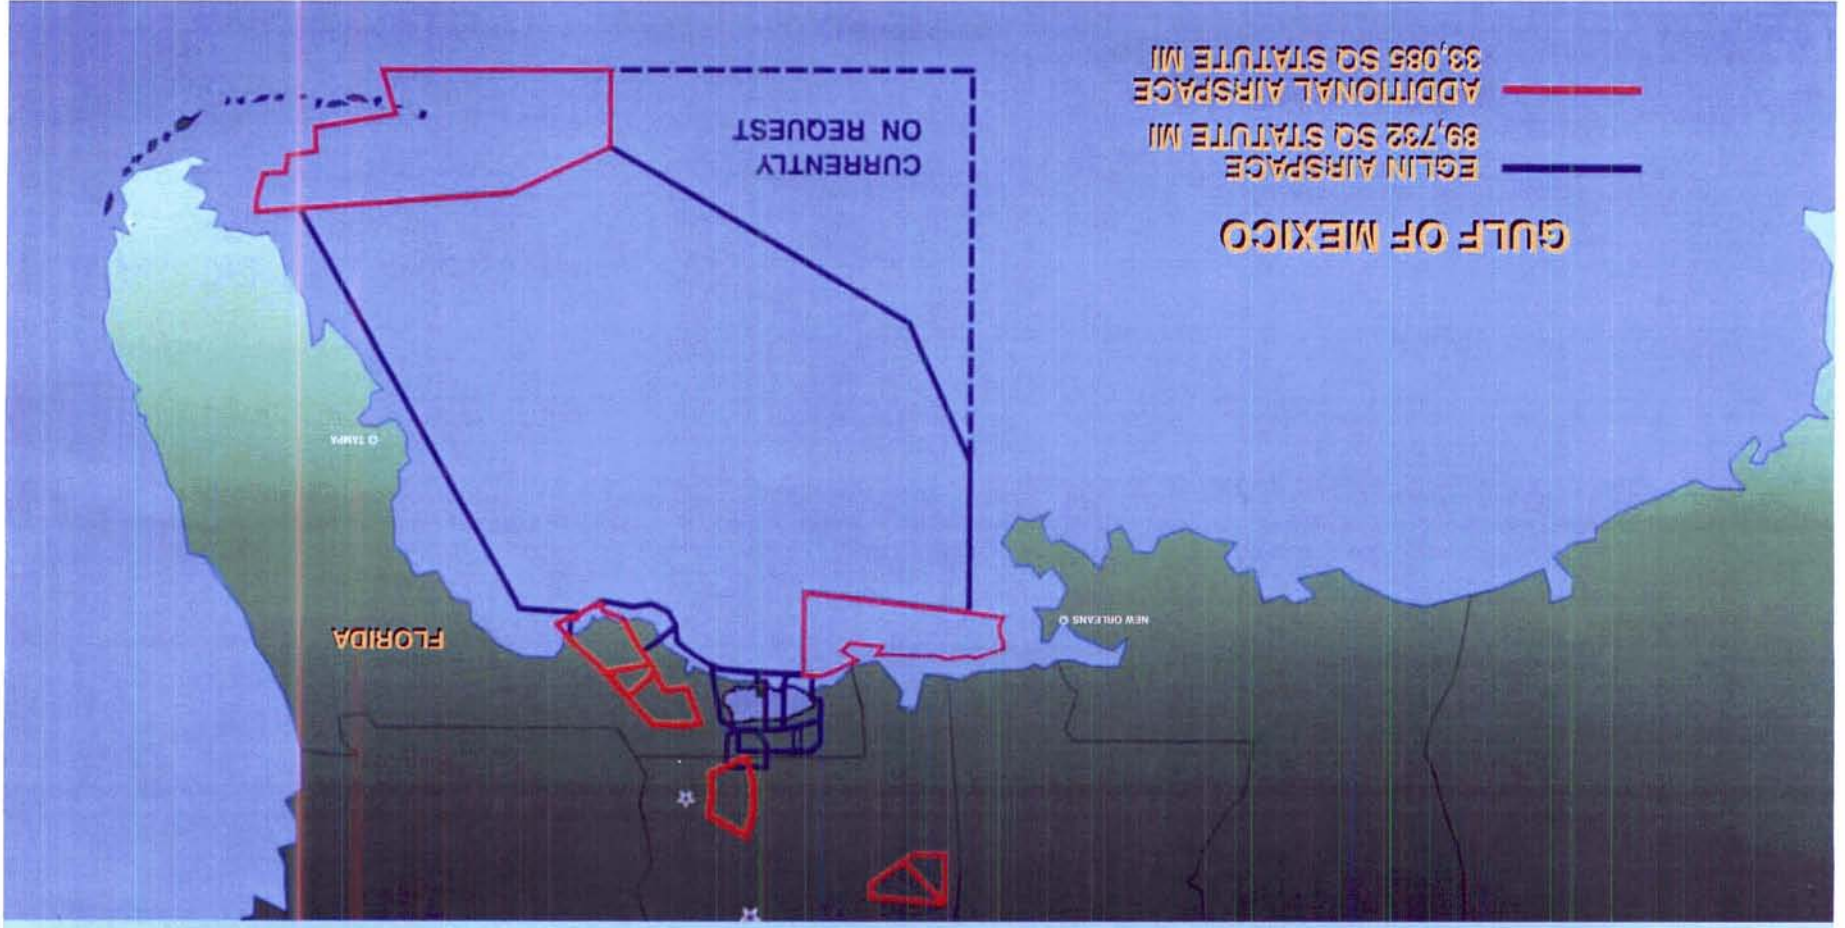 NEW ORLEANS
FLORIDA
TAMPA
GULF OF MEXICO
EGLIN AIRSPACE
89,732 SQ STATUTE MI
ADDITIONAL AIRSPACE
33,085 SQ STATUTE MI
CURRENTLY
ON REQUEST